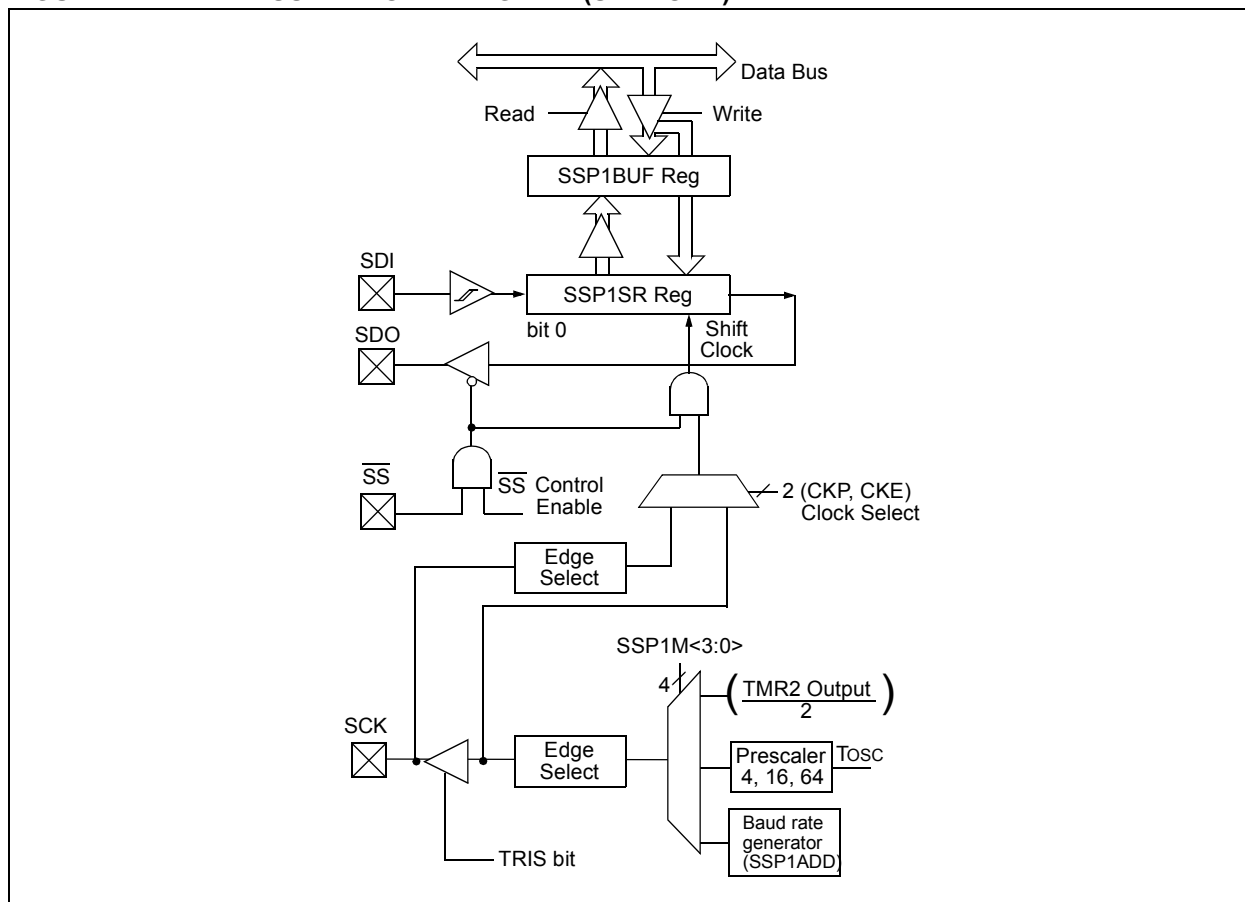 Data Bus
Read
Write
SSP1BUF Reg
SDI
SSP1SR Reg
bit 0
Shift
Clock
SDO
SS
SS Control
Enable
2 (CKP, CKE)
Clock Select
Edge
Select
SSP1M<3:0>
4
(TMR2 Output)
2
SCK
Edge
Select
Prescaler
4, 16, 64
TOSC
Baud rate
generator
(SSP1ADD)
TRIS bit